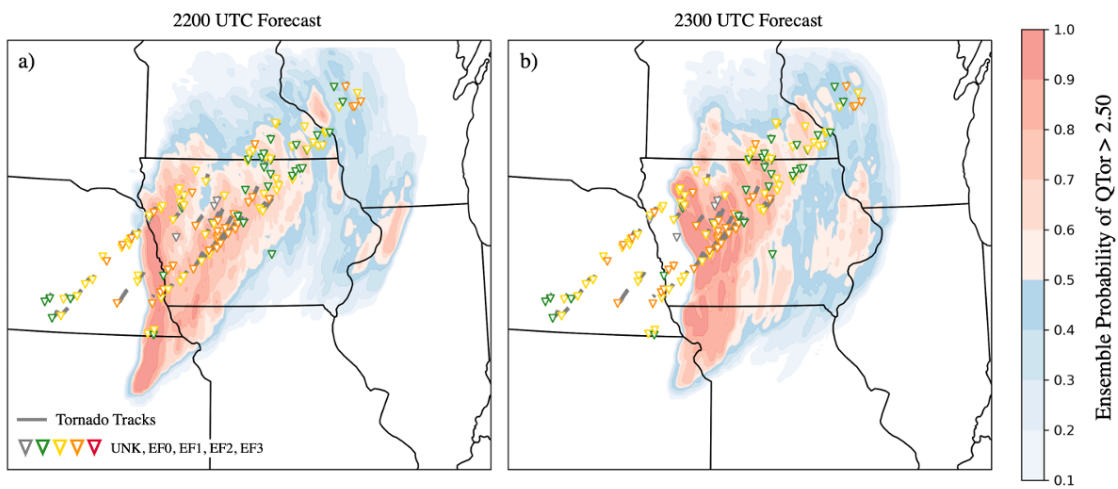 2200 UTC Forecast
2300 UTC Forecast
a)
b)
Tornado Tracks
UNK, EF0, EF1, EF2, EF3
1.0
0.9
0.8
0.7
0.6
0.5
0.4
0.3
0.2
0.1
Ensemble Probability of QTor > 2.50